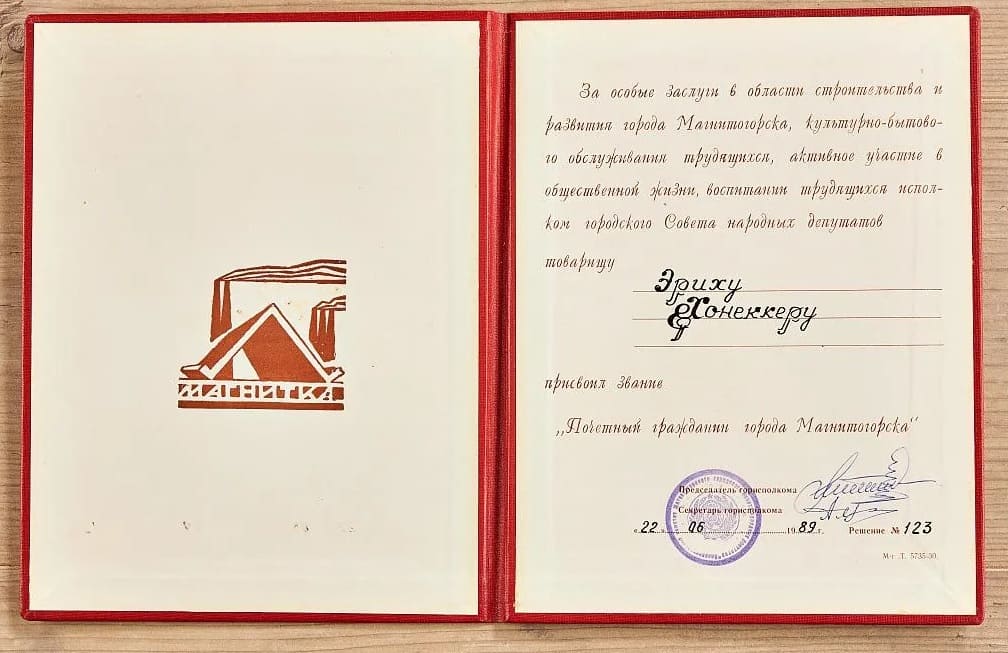 МАГНИТКА
За особые заслуги в области строительства и
развития города Магнитогорска, культурно-бытово-
го обслуживания трудящихся, активное участие в
общественной жизни, воспитании трудящихся испол-
ком городского Совета народных депутатов
товарищу
Эриху
Хонеккеру
присвоил звание
„Почетный гражданин города Магнитогорска"
Председатель горисполкома
Секретарь горисполкома
«22» 06 1989 г. Решение № 123
М-г. Т. 5735-30.